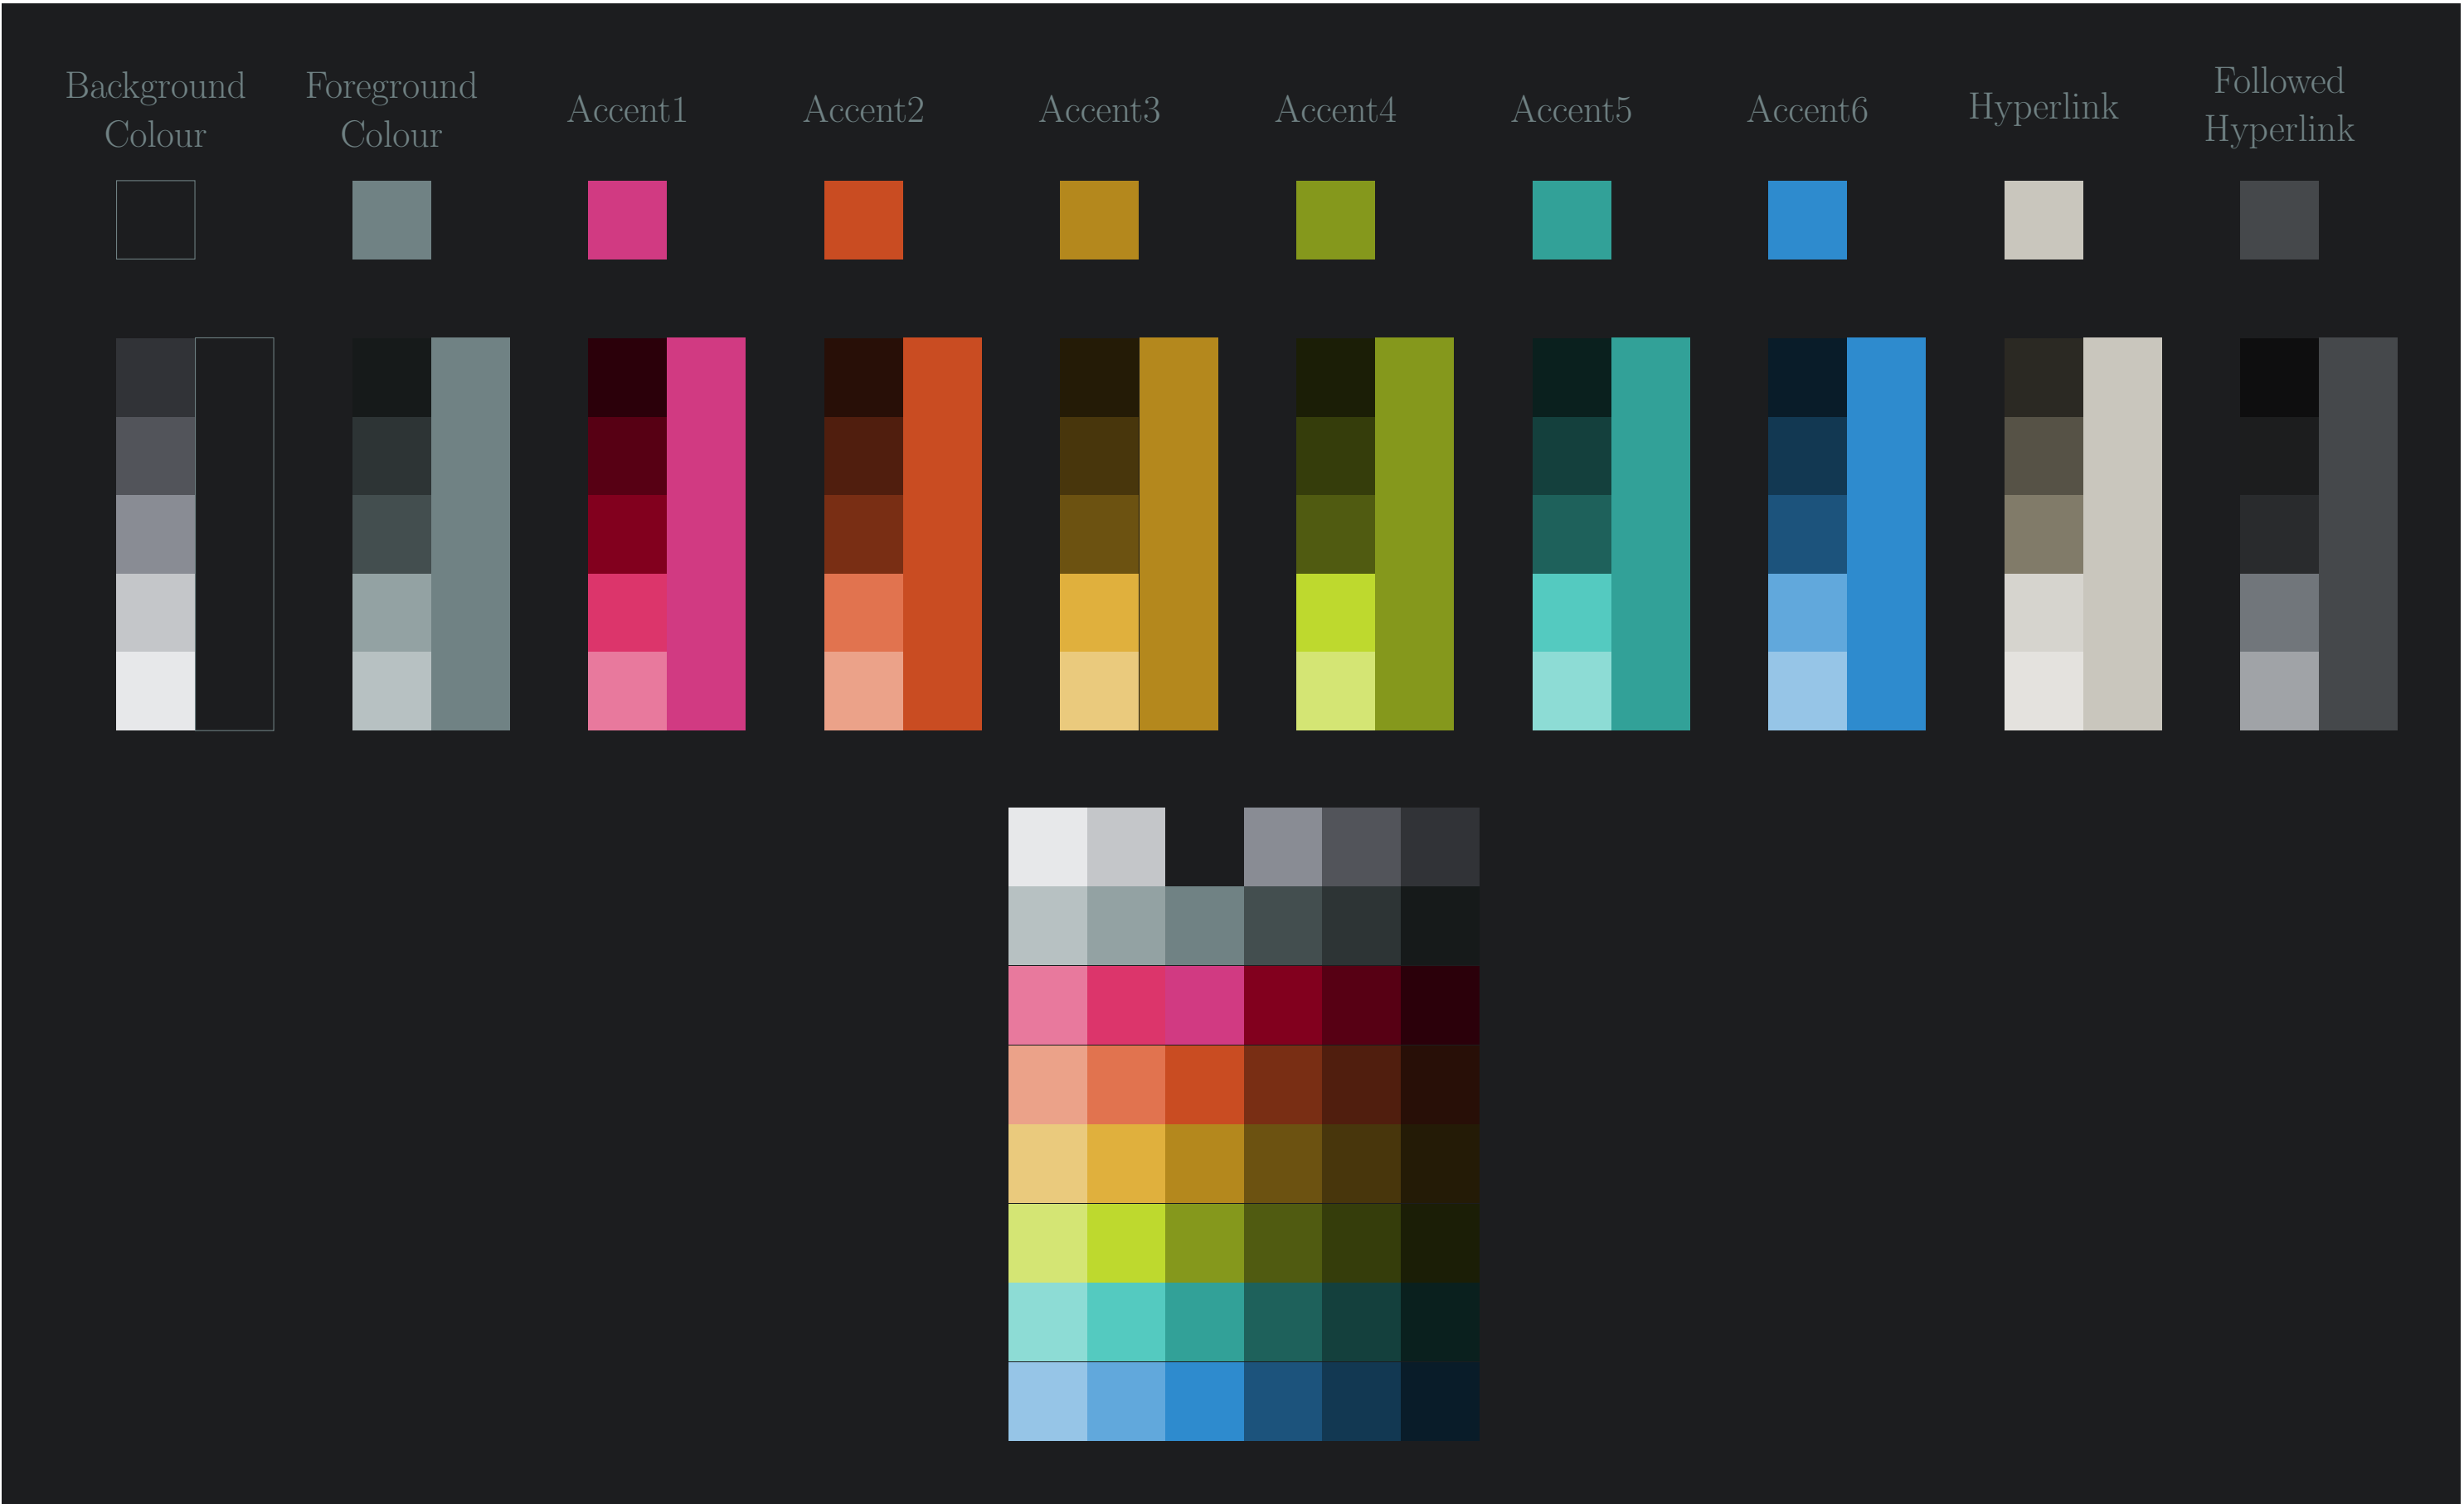 Background
Colour
Foreground
Colour
Accent1
Accent2
Accent3
Accent4
Accent5
Accent6
Hyperlink
Followed
Hyperlink